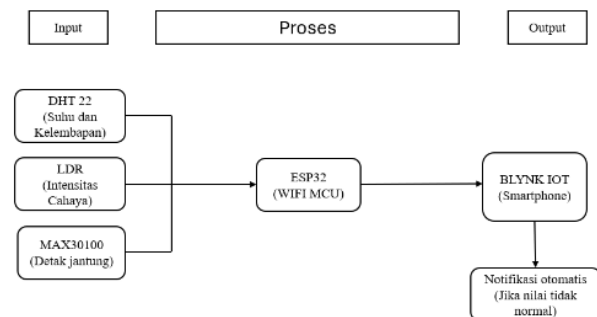 Input
Proses
Output
DHT 22
(Suhu dan
Kelembapan)
LDR
(Intensitas
Cahaya)
MAX30100
(Detak jantung)
ESP32
(WIFI MCU)
BLYNK IOT
(Smartphone)
Notifikasi otomatis
(Jika nilai tidak
normal)